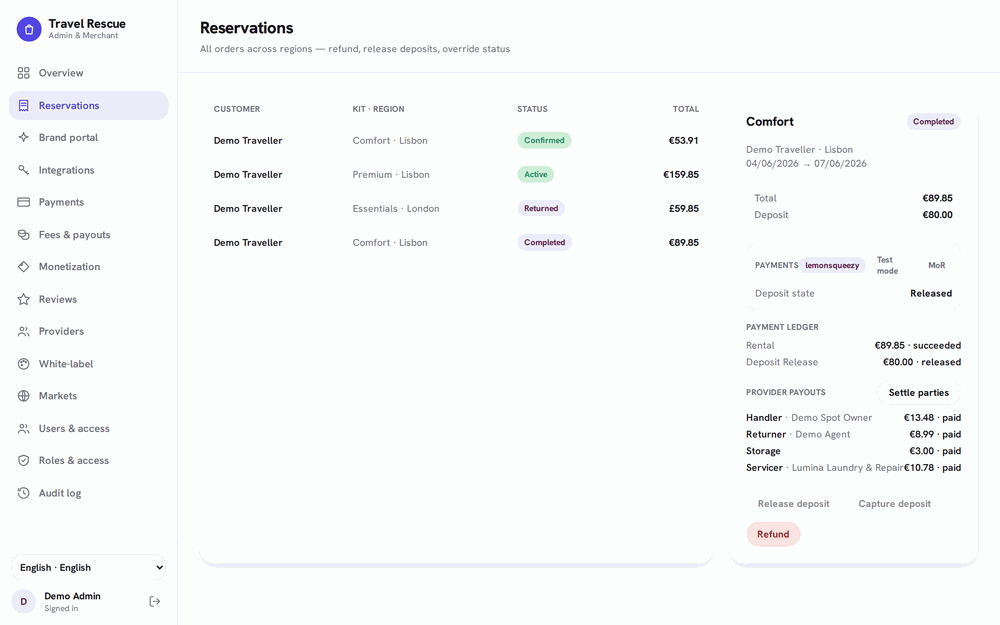 Travel Rescue
Admin & Merchant
Overview
Reservations
Brand portal
Integrations
Payments
Fees & payouts
Monetization
Reviews
Providers
White-label
Markets
Users & access
Roles & access
Audit log
English · English
D
Demo Admin
Signed in
Reservations
All orders across regions — refund, release deposits, override status
CUSTOMER KIT · REGION STATUS TOTAL
Demo Traveller Comfort · Lisbon Confirmed €53.91
Demo Traveller Premium · Lisbon Active €159.85
Demo Traveller Essentials · London Returned £59.85
Demo Traveller Comfort · Lisbon Completed €89.85
Comfort Completed
Demo Traveller · Lisbon
04/06/2026 → 07/06/2026
Total €89.85
Deposit €80.00
PAYMENTS lemonsqueezy Test mode MoR
Deposit state Released
PAYMENT LEDGER
Rental €89.85 · succeeded
Deposit Release €80.00 · released
PROVIDER PAYOUTS Settle parties
Handler · Demo Spot Owner €13.48 · paid
Returner · Demo Agent €8.99 · paid
Storage €3.00 · paid
Servicer · Lumina Laundry & Repair €10.78 · paid
Release deposit Capture deposit
Refund